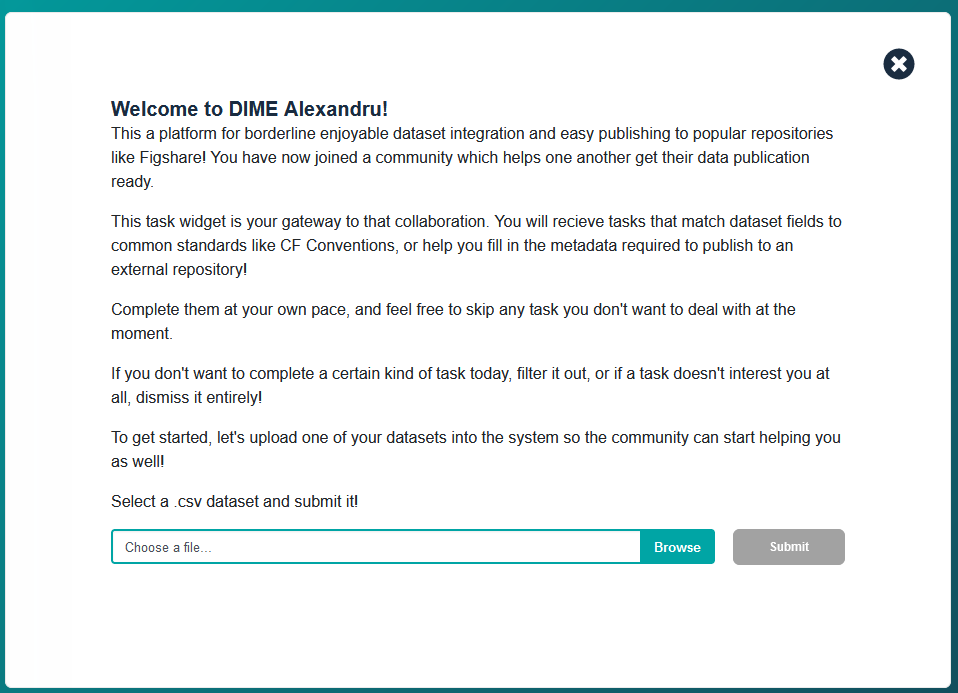 Welcome to DIME Alexandru!
This a platform for borderline enjoyable dataset integration and easy publishing to popular repositories
like Figshare! You have now joined a community which helps one another get their data publication
ready.
This task widget is your gateway to that collaboration. You will recieve tasks that match dataset fields to
common standards like CF Conventions, or help you fill in the metadata required to publish to an
external repository!
Complete them at your own pace, and feel free to skip any task you don't want to deal with at the
moment.
If you don't want to complete a certain kind of task today, filter it out, or if a task doesn't interest you at
all, dismiss it entirely!
To get started, let's upload one of your datasets into the system so the community can start helping you
as well!
Select a .csv dataset and submit it!
Choose a file... Browse Submit